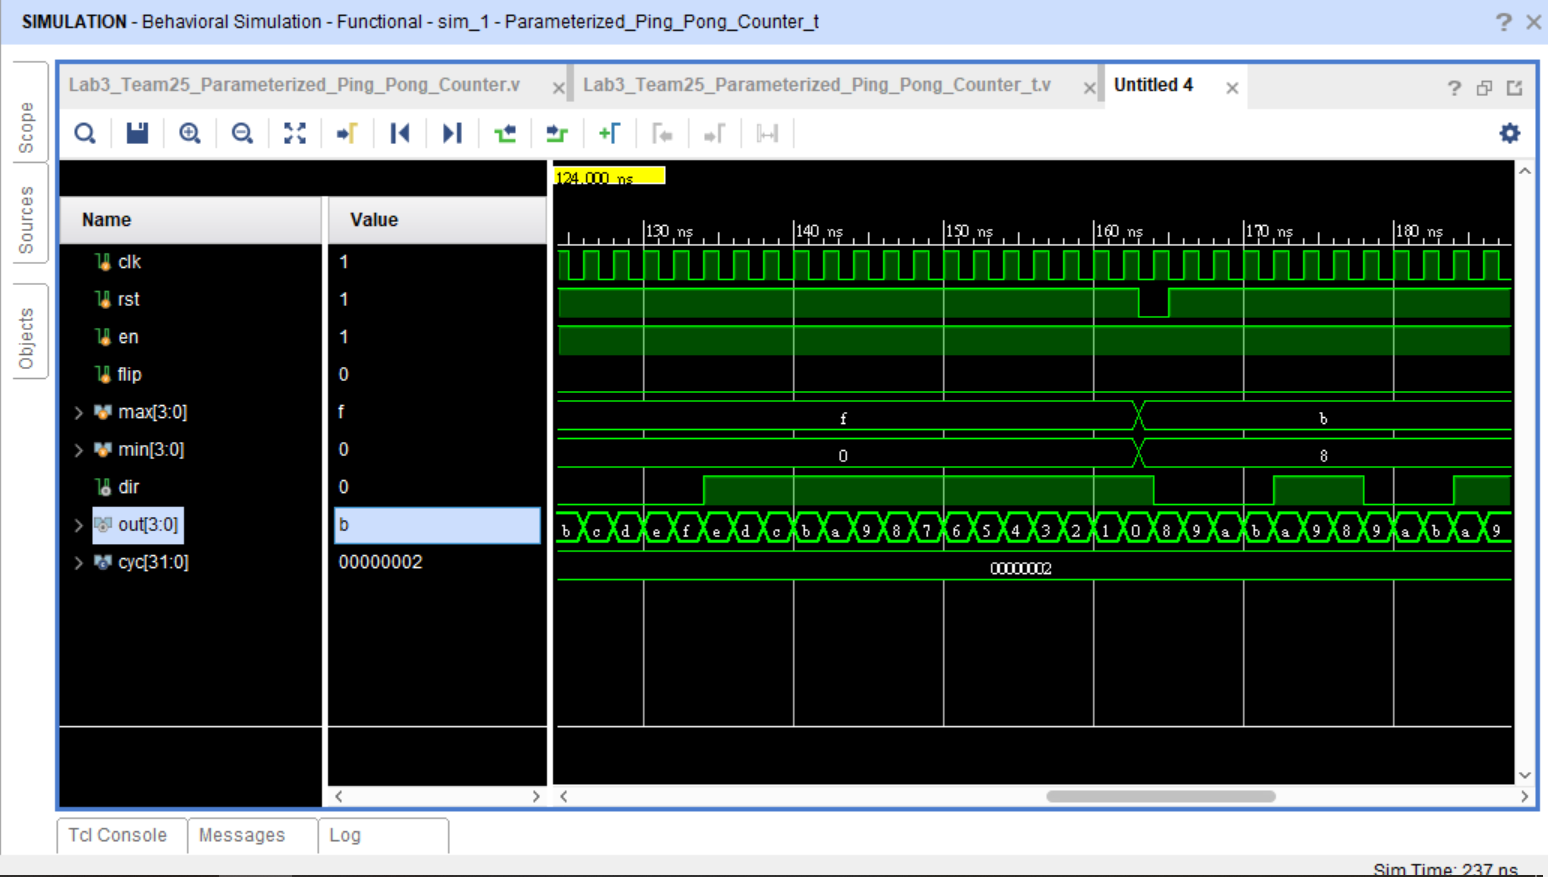 SIMULATION - Behavioral Simulation - Functional - sim_1 - Parameterized_Ping_Pong_Counter_t
Lab3_Team25_Parameterized_Ping_Pong_Counter.v
Lab3_Team25_Parameterized_Ping_Pong_Counter_t.v
Untitled 4
Scope
Sources
Objects
124.000 ns
Name Value
130 ns 140 ns 150 ns 160 ns 170 ns 180 ns
clk 1
rst 1
en 1
flip 0
max[3:0] f f b
min[3:0] 0 0 8
dir 0
out[3:0] b b c d e f e d c b a 9 8 7 6 5 4 3 2 1 0 8 9 a b a 9 8 9 a b a 9
cyc[31:0] 00000002 00000002
Tcl Console Messages Log
Sim Time: 237 ns